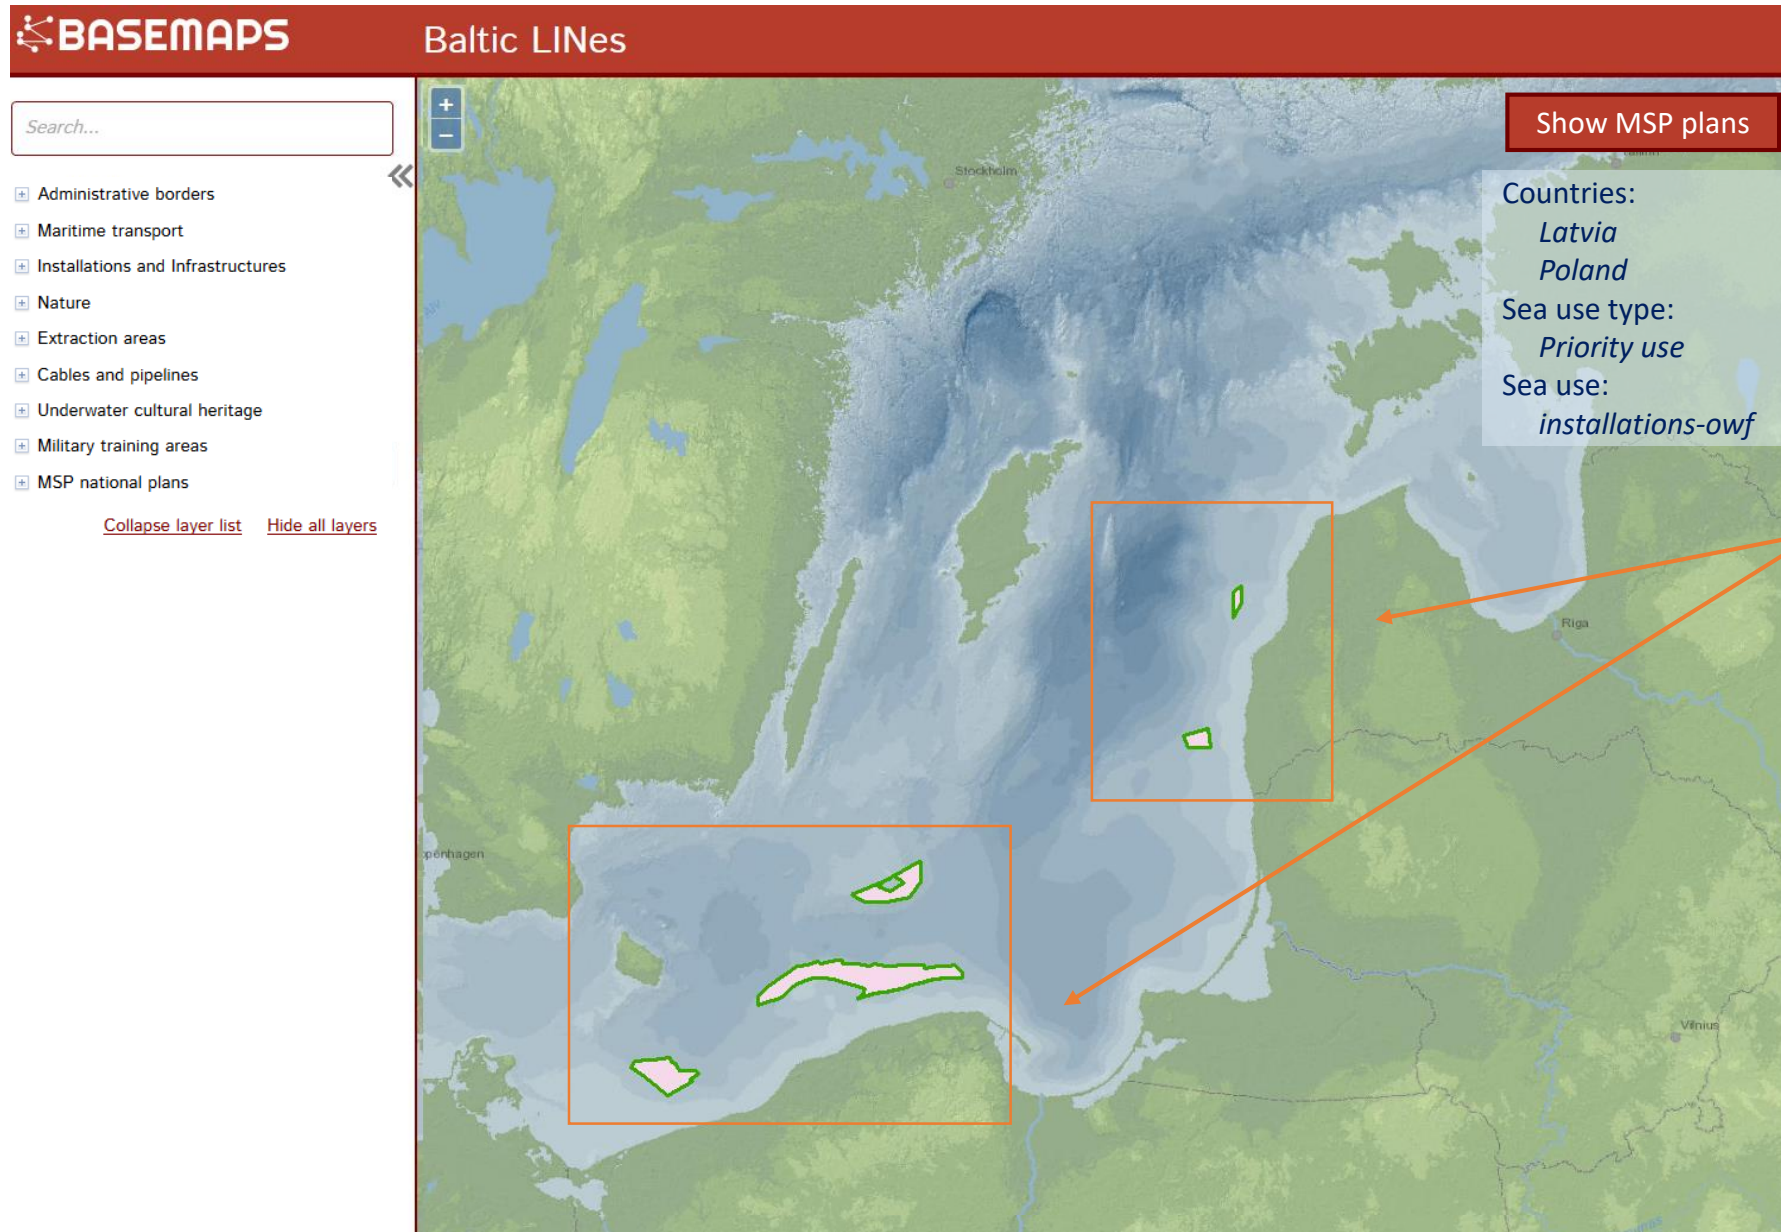 BASEMAPS
Baltic LINes
Search...
Administrative borders
Maritime transport
Installations and Infrastructures
Nature
Extraction areas
Cables and pipelines
Underwater cultural heritage
Military training areas
MSP national plans
Collapse layer list Hide all layers
+
−
Show MSP plans
Countries:
Latvia
Poland
Sea use type:
Priority use
Sea use:
installations-owf
Stockholm
Riga
penhagen
Vilnius